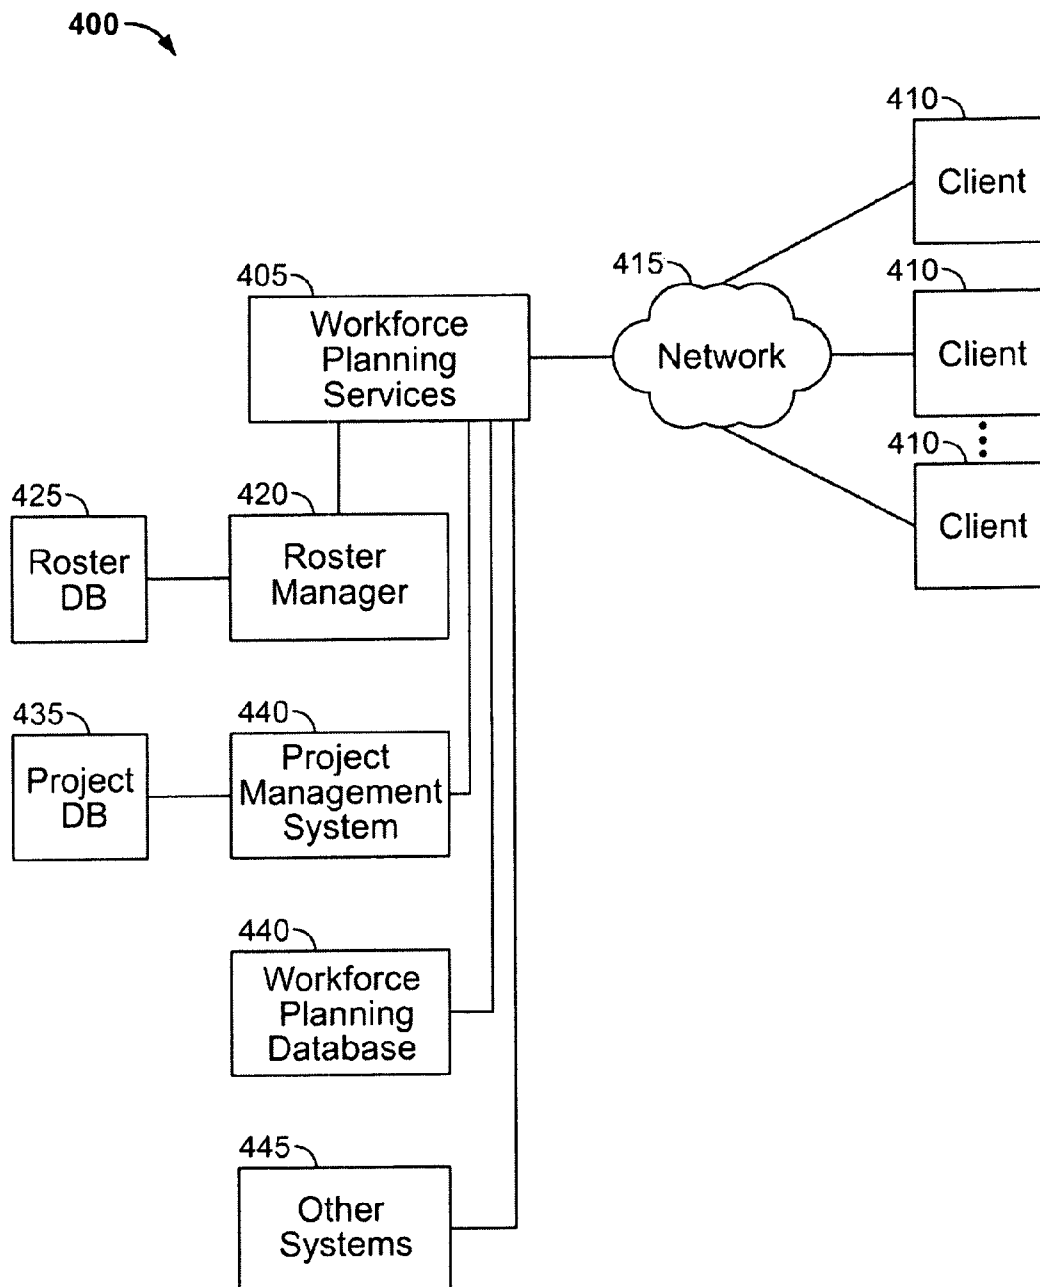 400
410
Client
405
Workforce
Planning
Services
415
Network
410
Client
410
Client
425
Roster
DB
420
Roster
Manager
435
Project
DB
440
Project
Management
System
440
Workforce
Planning
Database
445
Other
Systems